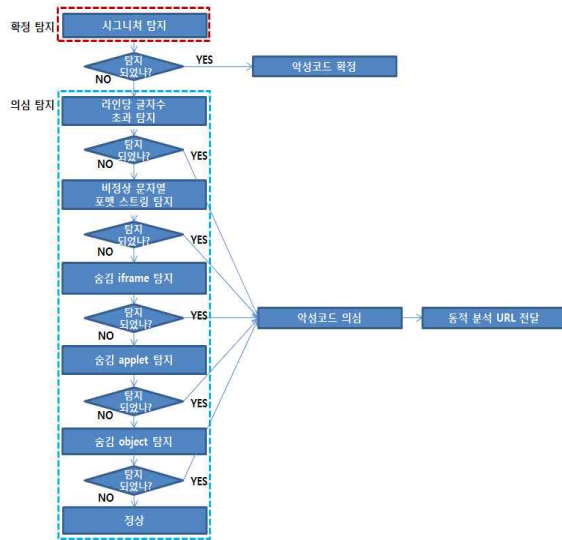 확정 탐지
시그니쳐 탐지
탐지
되었나?
YES
악성코드 확정
NO
의심 탐지
라인당 글자수
초과 탐지
탐지
되었나?
YES
NO
비정상 문자열
포맷 스트링 탐지
탐지
되었나?
YES
NO
숨김 iframe 탐지
탐지
되었나?
YES
악성코드 의심
동적 분석 URL 전달
NO
숨김 applet 탐지
탐지
되었나?
YES
NO
숨김 object 탐지
탐지
되었나?
YES
NO
정상